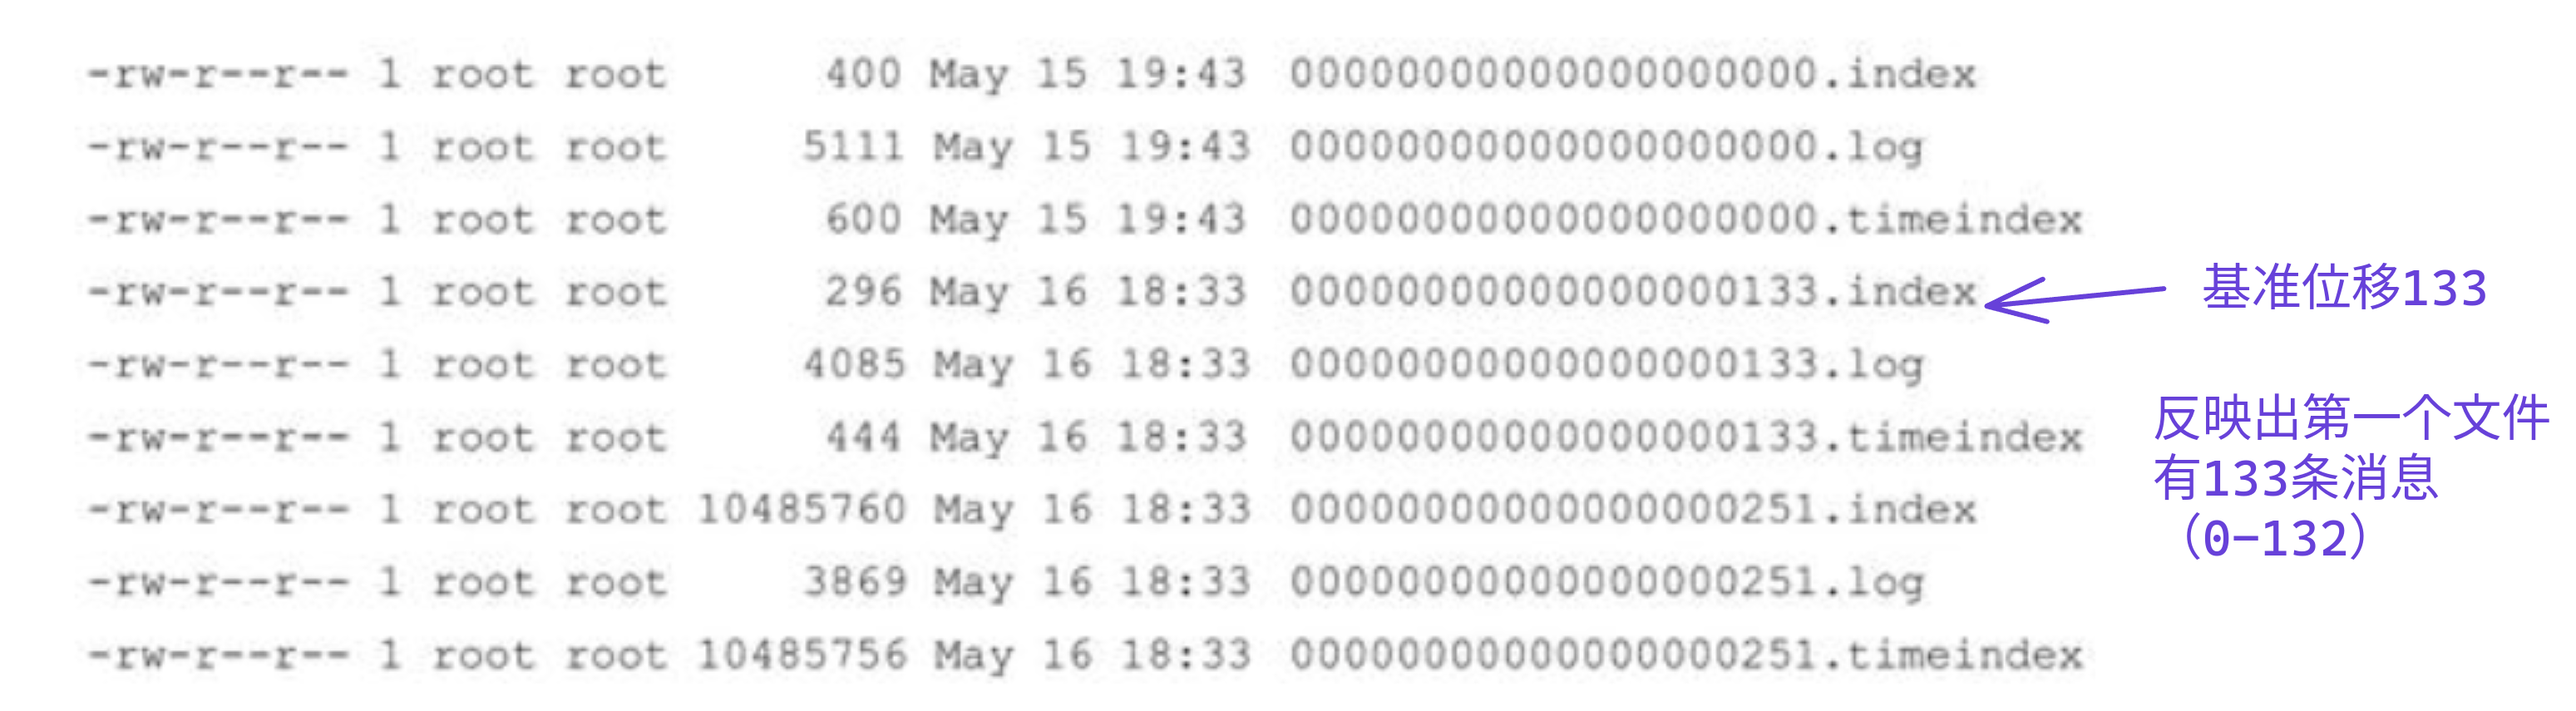 -rw-r--r-- 1 root root 400 May 15 19:43 00000000000000000000.index
-rw-r--r-- 1 root root 5111 May 15 19:43 00000000000000000000.log
-rw-r--r-- 1 root root 600 May 15 19:43 00000000000000000000.timeindex
-rw-r--r-- 1 root root 296 May 16 18:33 00000000000000000133.index
基准位移133
-rw-r--r-- 1 root root 4085 May 16 18:33 00000000000000000133.log
-rw-r--r-- 1 root root 444 May 16 18:33 00000000000000000133.timeindex
反映出第一个文件
有133条消息
（0-132）
-rw-r--r-- 1 root root 10485760 May 16 18:33 00000000000000000251.index
-rw-r--r-- 1 root root 3869 May 16 18:33 00000000000000000251.log
-rw-r--r-- 1 root root 10485756 May 16 18:33 00000000000000000251.timeindex